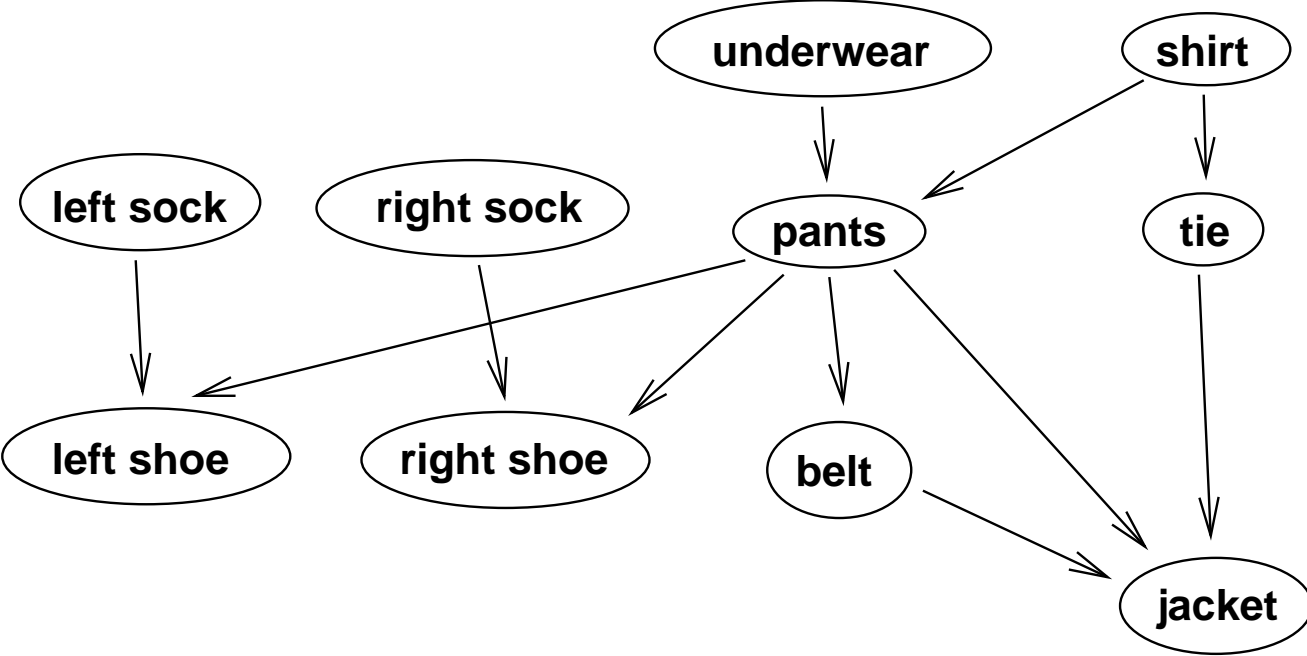 underwear
shirt
left sock
right sock
pants
tie
left shoe
right shoe
belt
jacket